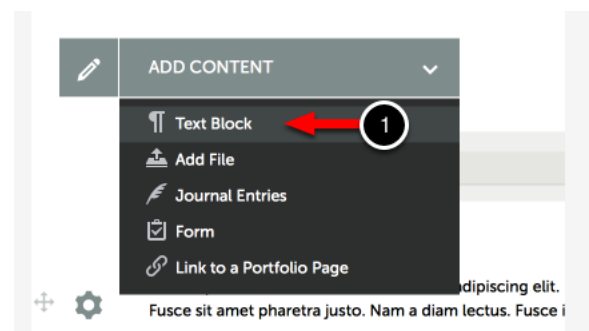 ADD CONTENT
Text Block
1
Add File
Journal Entries
Form
Link to a Portfolio Page
adipiscing elit.
Fusce sit amet pharetra justo. Nam a diam lectus. Fusce i